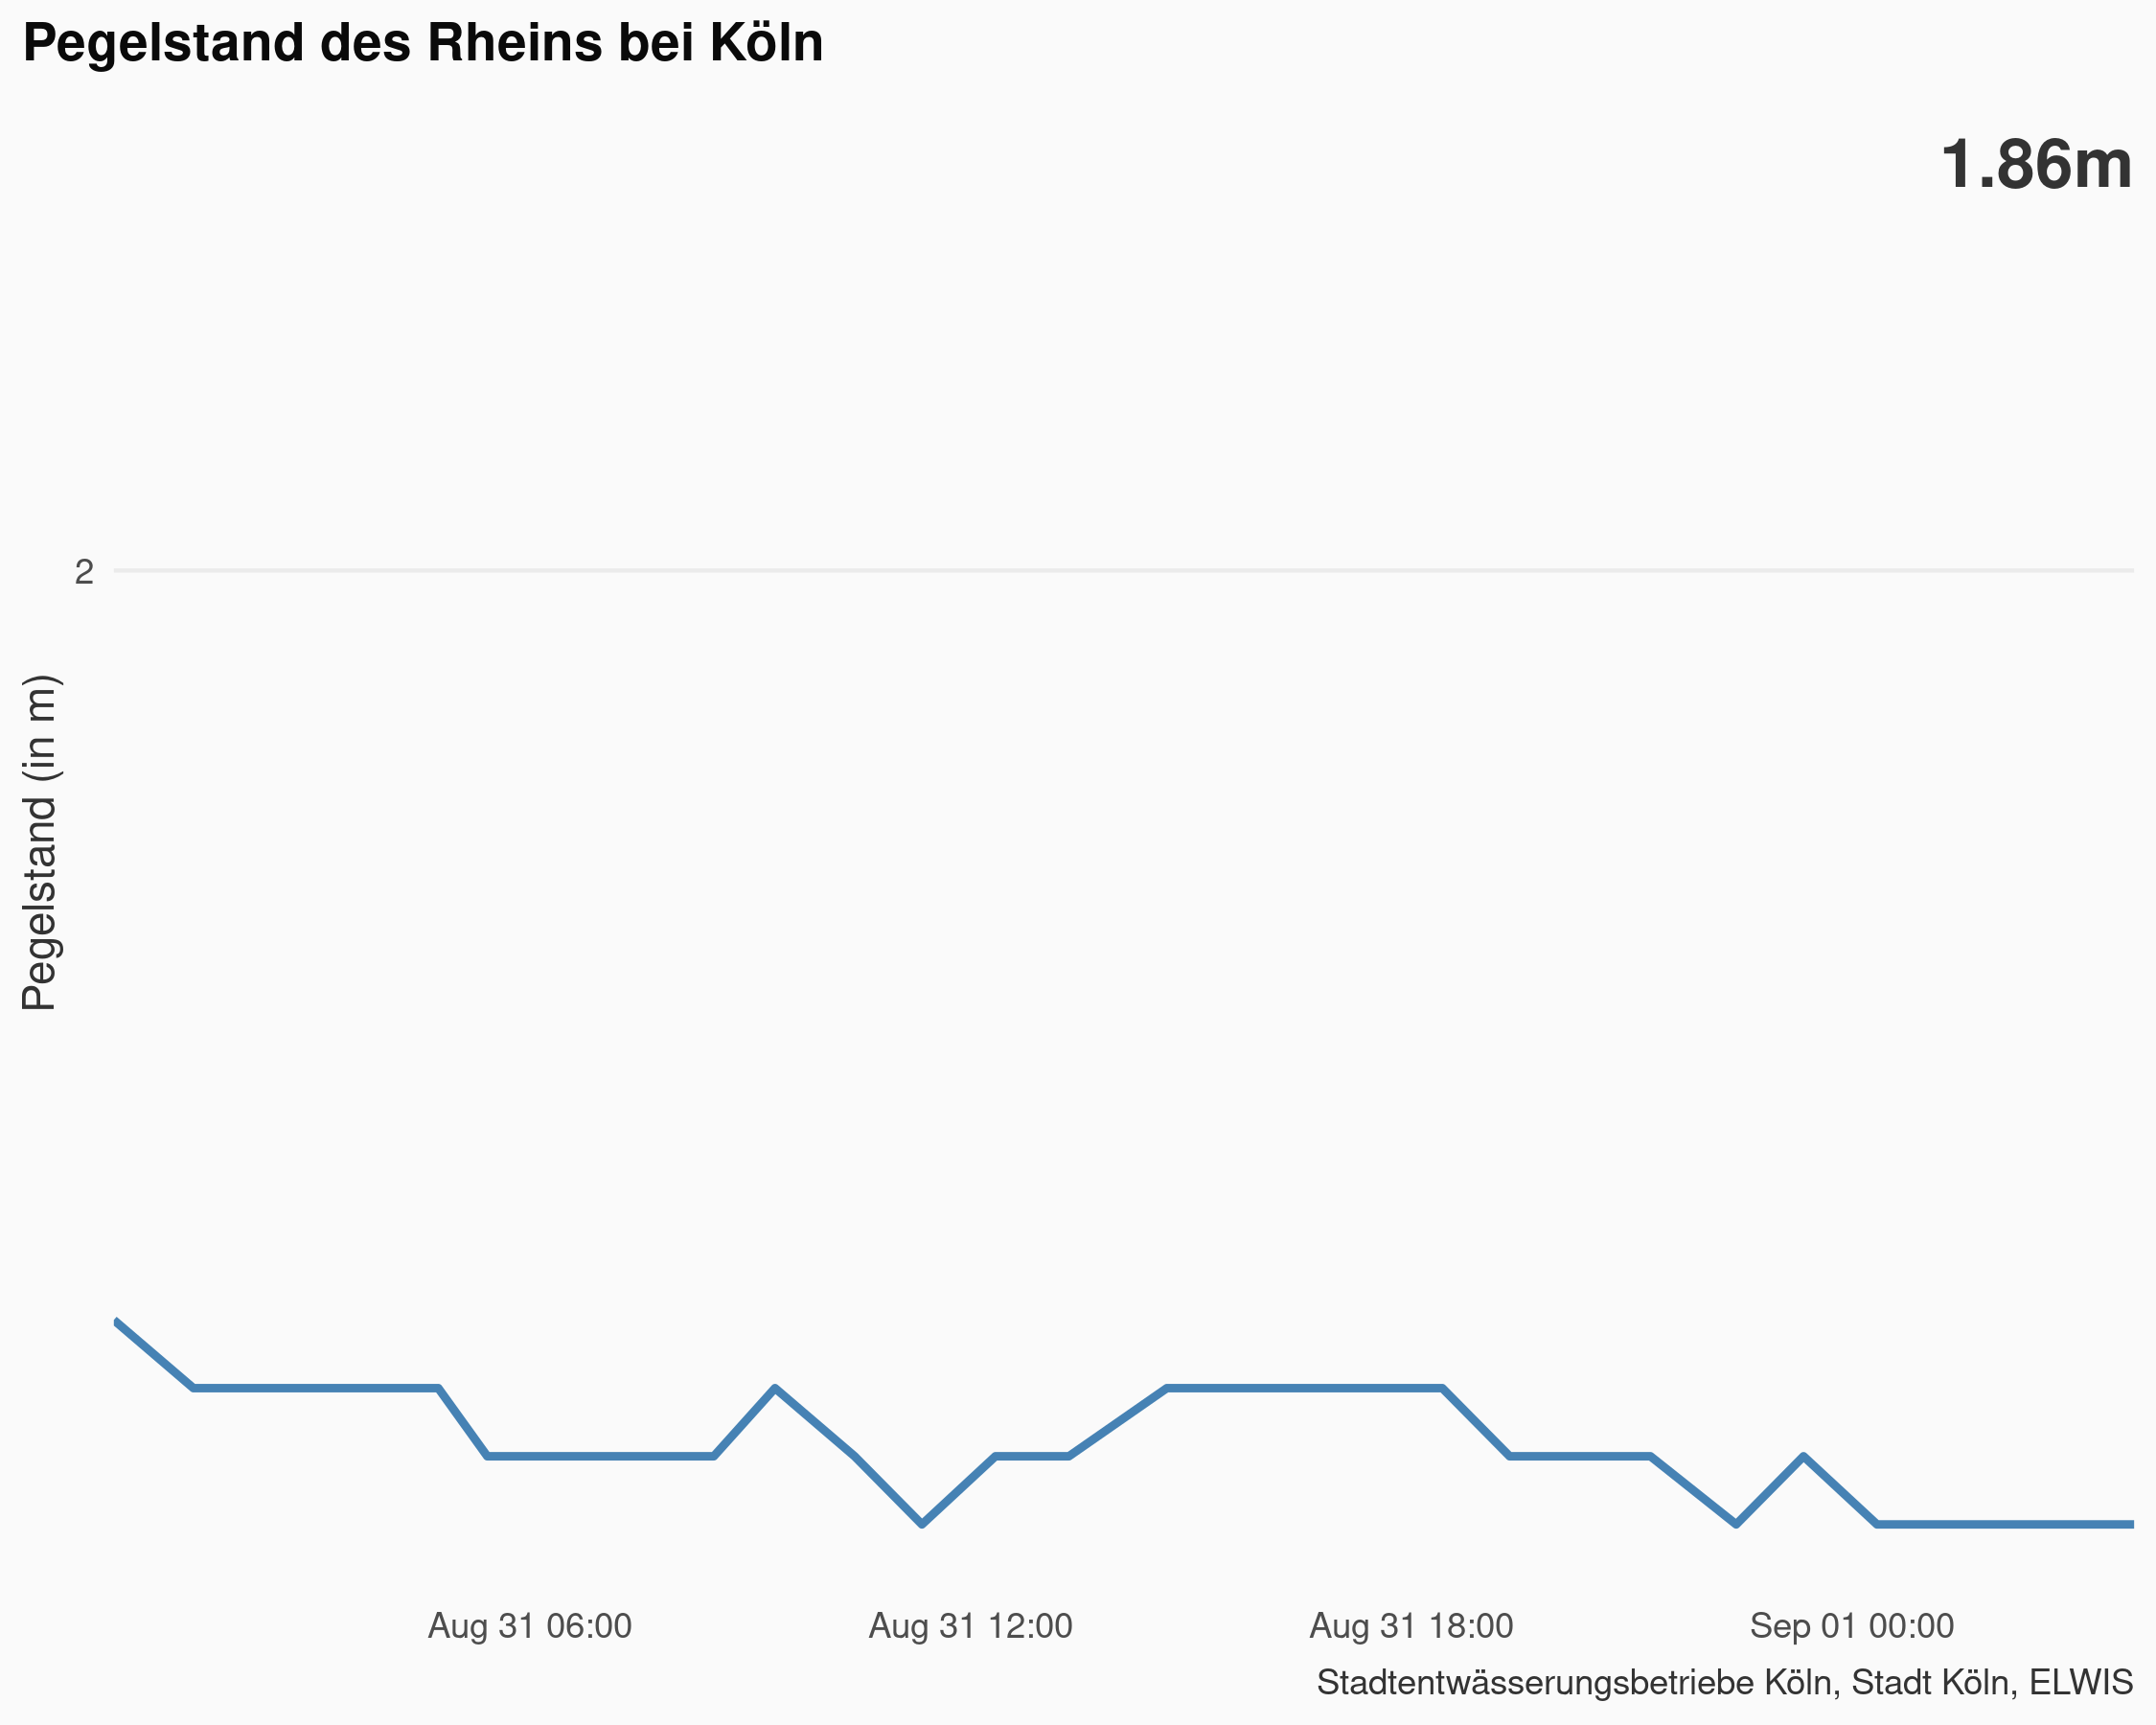 Pegelstand des Rheins bei Köln
1.86m
2
Pegelstand (in m)
Aug 31 06:00
Aug 31 12:00
Aug 31 18:00
Sep 01 00:00
Stadtentwässerungsbetriebe Köln, Stadt Köln, ELWIS